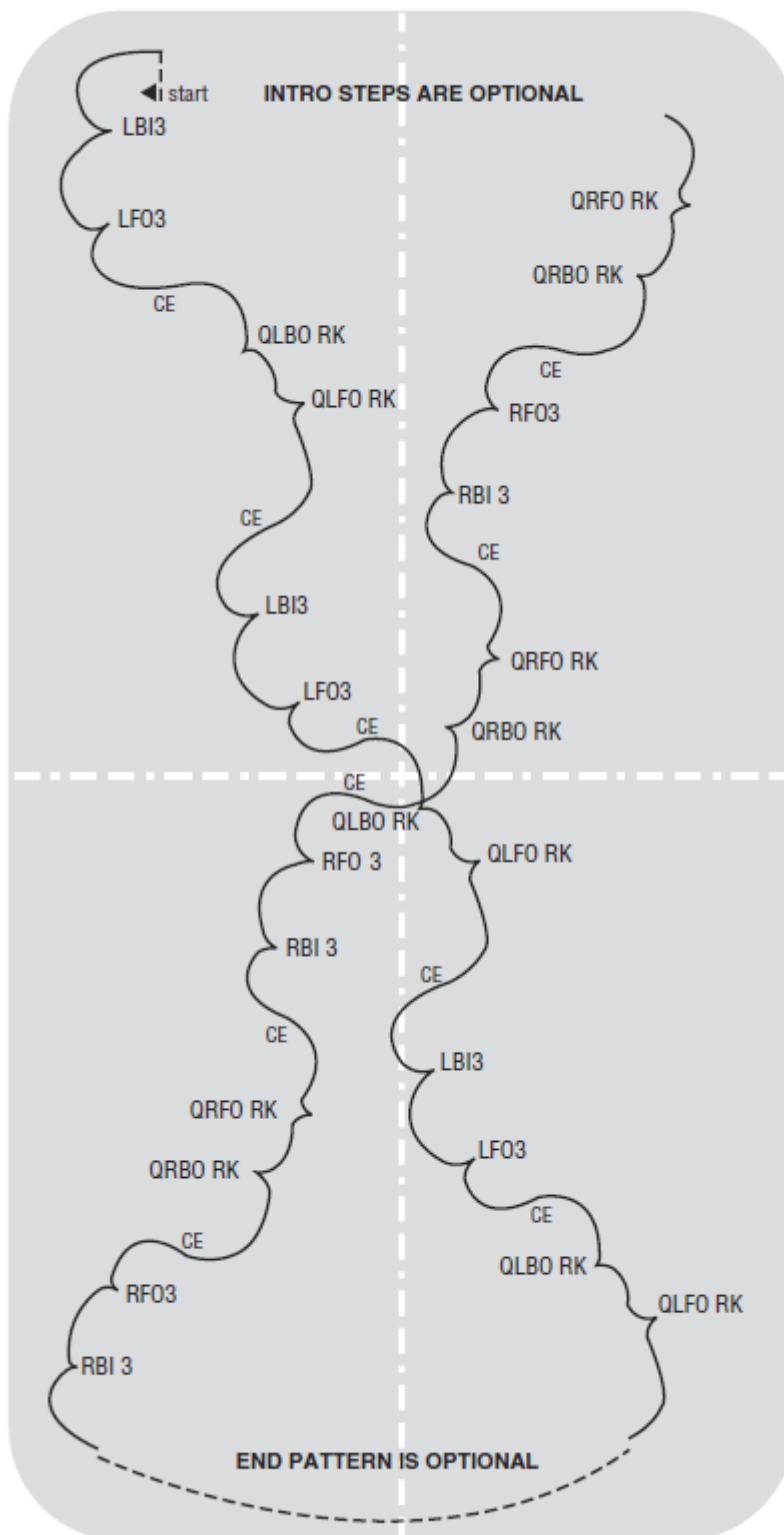 start
INTRO STEPS ARE OPTIONAL
LBI3
LFO3
CE
QLBO RK
QLFO RK
CE
LBI3
LFO3
CE
QLBO RK
QLFO RK
CE
LBI3
LFO3
CE
QLBO RK
QLFO RK
QRFO RK
QRBO RK
CE
RFO3
RBI 3
CE
QRFO RK
QRBO RK
CE
RFO 3
RBI 3
CE
QRFO RK
QRBO RK
CE
RFO3
RBI 3
END PATTERN IS OPTIONAL